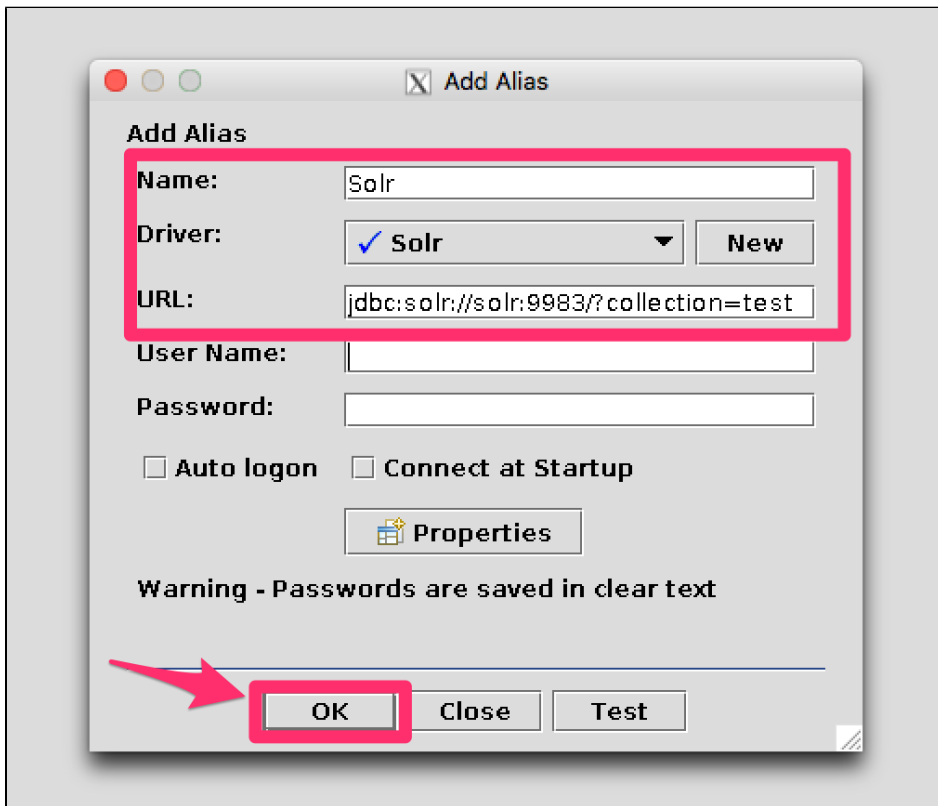 Add Alias
Add Alias
Name: Solr
Driver: Solr New
URL: jdbc:solr://solr:9983/?collection=test
User Name:
Password:
Auto logon Connect at Startup
Properties
Warning - Passwords are saved in clear text
OK Close Test